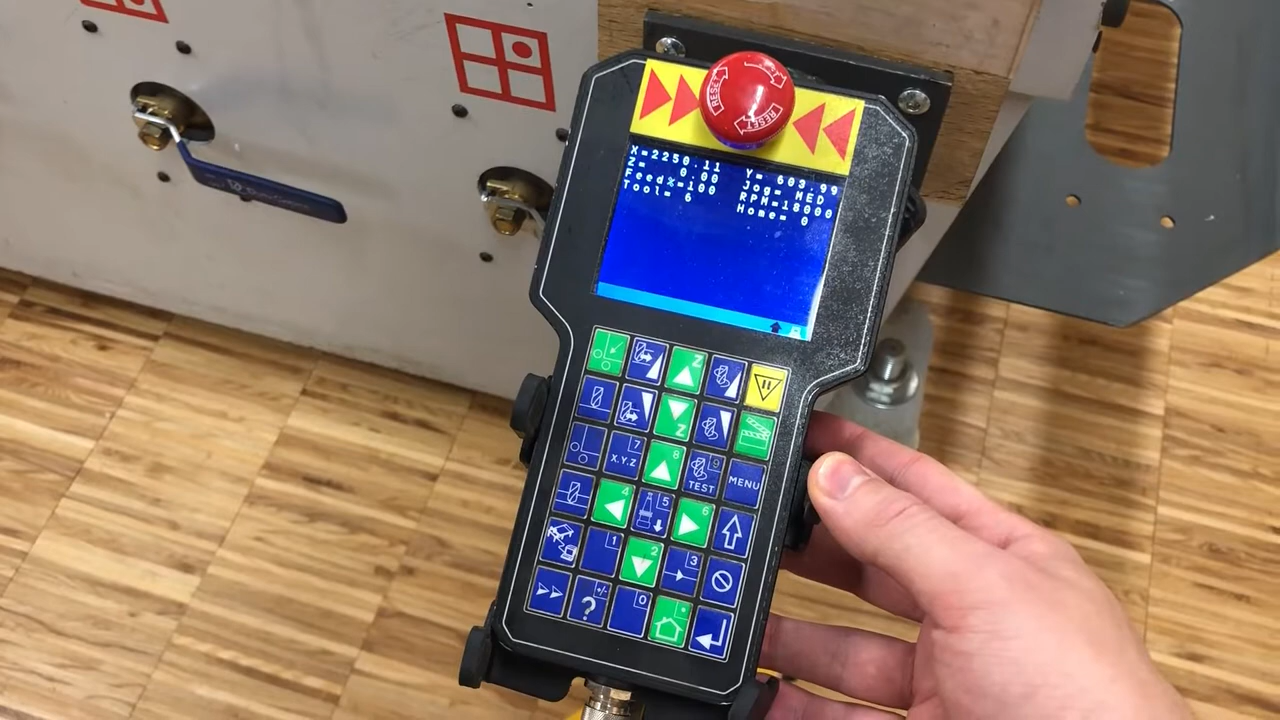 RESET RESET RESET
X=2250.11 Y= 603.99
Z= 0.00 Jog= MED
Feed%=100 RPM=18000
Tool= 6 Home= 0
Z
Z
7 X,Y,Z 8 9 TEST MENU
4 5 6
1 2 3
+/- ? 0 .